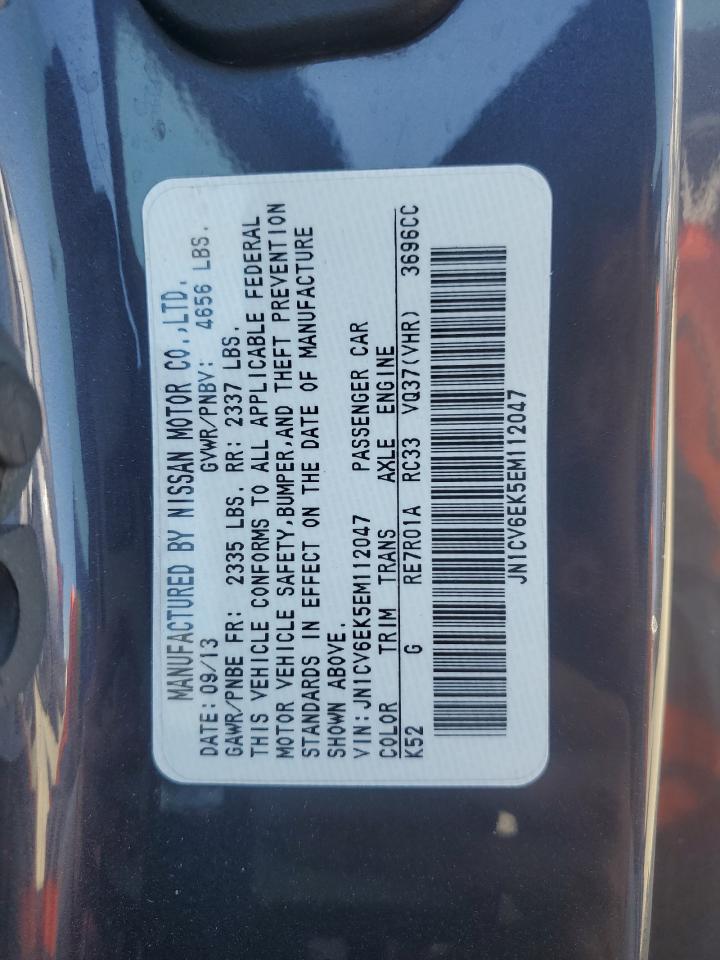 MANUFACTURED BY NISSAN MOTOR CO.,LTD.
DATE: 09/13 GVWR/PNBV: 4656 LBS.
GAWR/PNBE FR: 2335 LBS. RR: 2337 LBS.
THIS VEHICLE CONFORMS TO ALL APPLICABLE FEDERAL
MOTOR VEHICLE SAFETY,BUMPER,AND THEFT PREVENTION
STANDARDS IN EFFECT ON THE DATE OF MANUFACTURE
SHOWN ABOVE.
VIN:JN1CV6EK5EM112047 PASSENGER CAR
COLOR TRIM TRANS AXLE ENGINE
K52 G RE7R01A RC33 VQ37(VHR) 3696CC
JN1CV6EK5EM112047